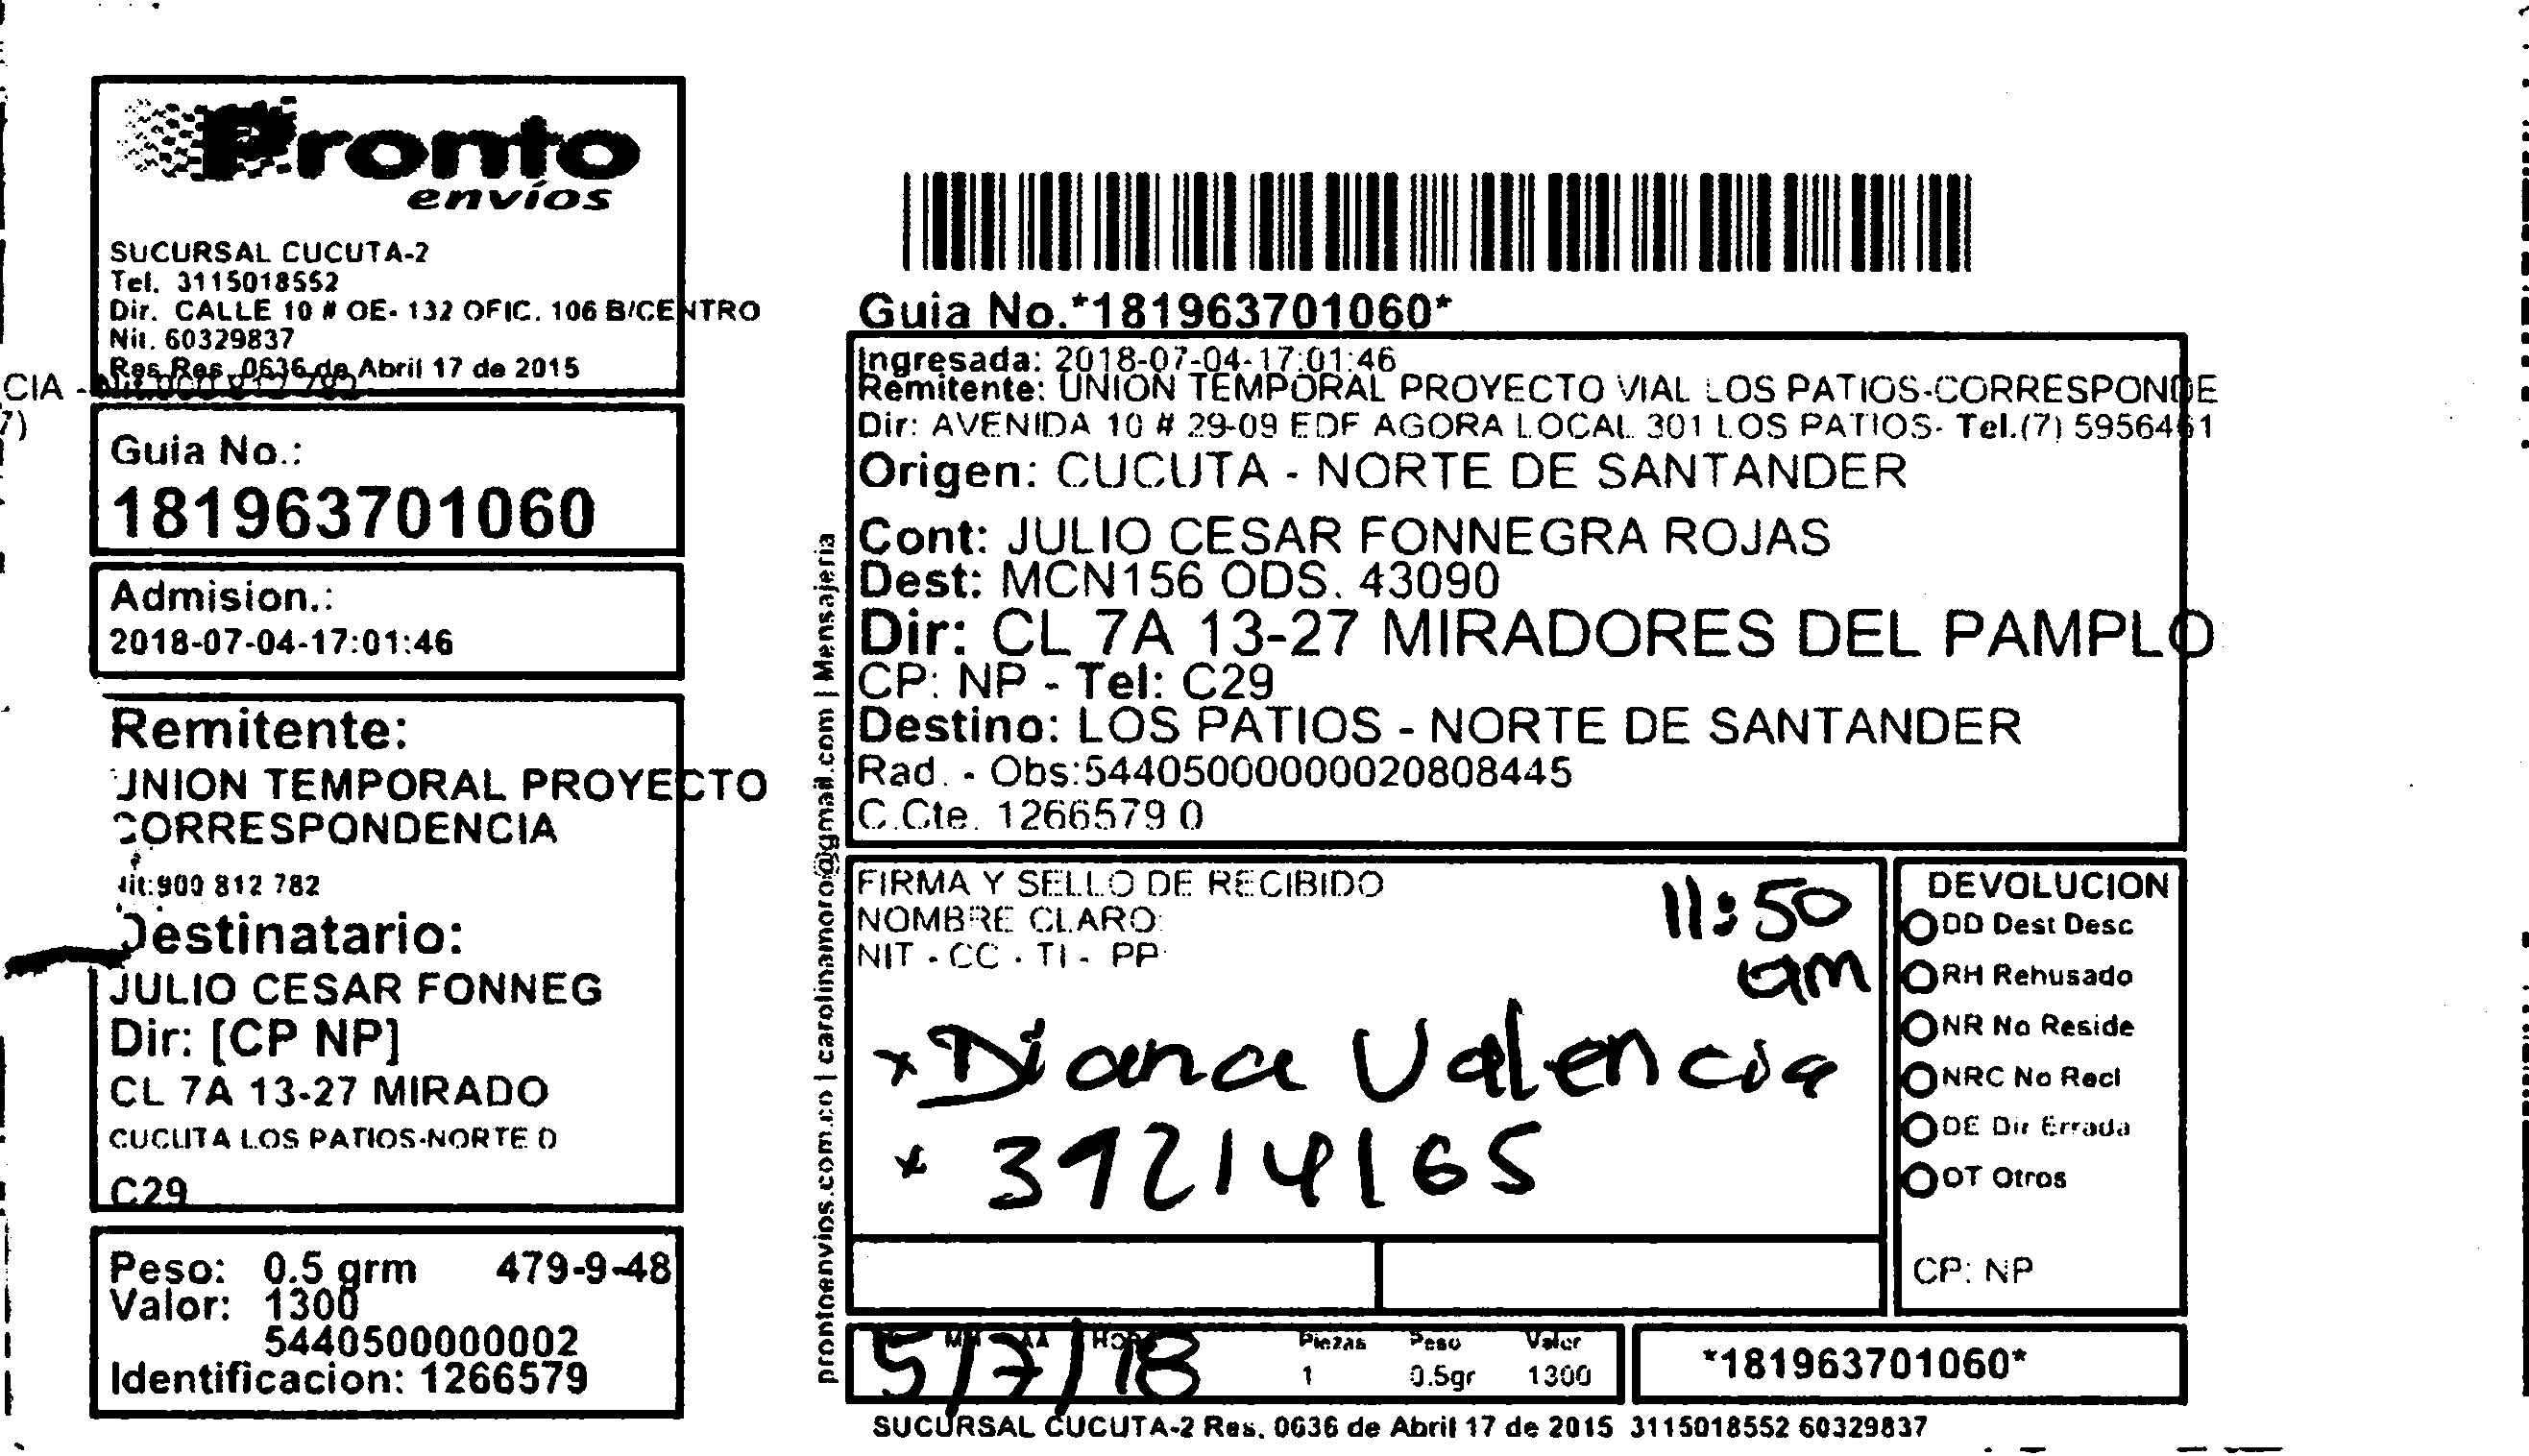 Pronto
envíos
SUCURSAL CUCUTA-2
Tel. 3115018552
Dir. CALLE 10 # OE- 132 OFIC. 106 B/CENTRO
Nit. 60329837
Res Res 0636 de Abril 17 de 2015
CIA -
7)
Guia No.:
181963701060
Admision.:
2018-07-04-17:01:46
Remitente:
UNION TEMPORAL PROYECTO
CORRESPONDENCIA
Nit:900 812 782
Destinatario:
JULIO CESAR FONNEG
Dir: [CP NP]
CL 7A 13-27 MIRADO
CUCUTA LOS PATIOS-NORTE D
C29
Peso: 0.5 grm 479-9-48
Valor: 1300
5440500000002
Identificacion: 1266579
prontoenvios.com.co | carolinamoro@gmail.com | Mensajeria
Guia No.*181963701060*
Ingresada: 2018-07-04-17:01:46
Remitente: UNION TEMPORAL PROYECTO VIAL LOS PATIOS-CORRESPONDE
Dir: AVENIDA 10 # 29-09 EDF AGORA LOCAL 301 LOS PATIOS- Tel.(7) 5956461
Origen: CUCUTA - NORTE DE SANTANDER
Cont: JULIO CESAR FONNEGRA ROJAS
Dest: MCN156 ODS. 43090
Dir: CL 7A 13-27 MIRADORES DEL PAMPLO
CP: NP - Tel: C29
Destino: LOS PATIOS - NORTE DE SANTANDER
Rad. - Obs:544050000000020808445
C.Cte. 1266579 0
FIRMA Y SELLO DE RECIBIDO
NOMBRE CLARO:
NIT - CC - TI - PP
11:50
am
x Diana Valencia
x 39214165
DEVOLUCION
DD Dest Desc
RH Rehusado
NR No Reside
NRC No Recl
DE Dir Errada
OT Otros
CP: NP
5/7/18
Piezas Peso Valor
1 0.5gr 1300
*181963701060*
SUCURSAL CUCUTA-2 Res. 0636 de Abril 17 de 2015 3115018552 60329837